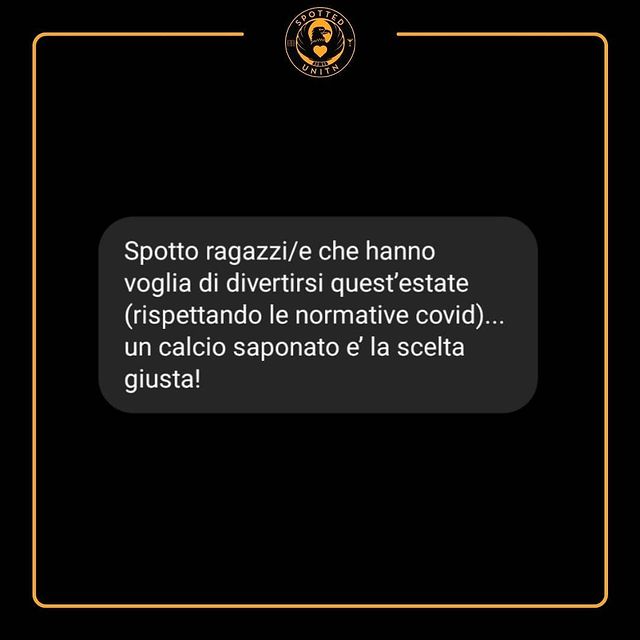 SPOTTED
UNITN
Spotto ragazzi/e che hanno
voglia di divertirsi quest'estate
(rispettando le normative covid)...
un calcio saponato e' la scelta
giusta!